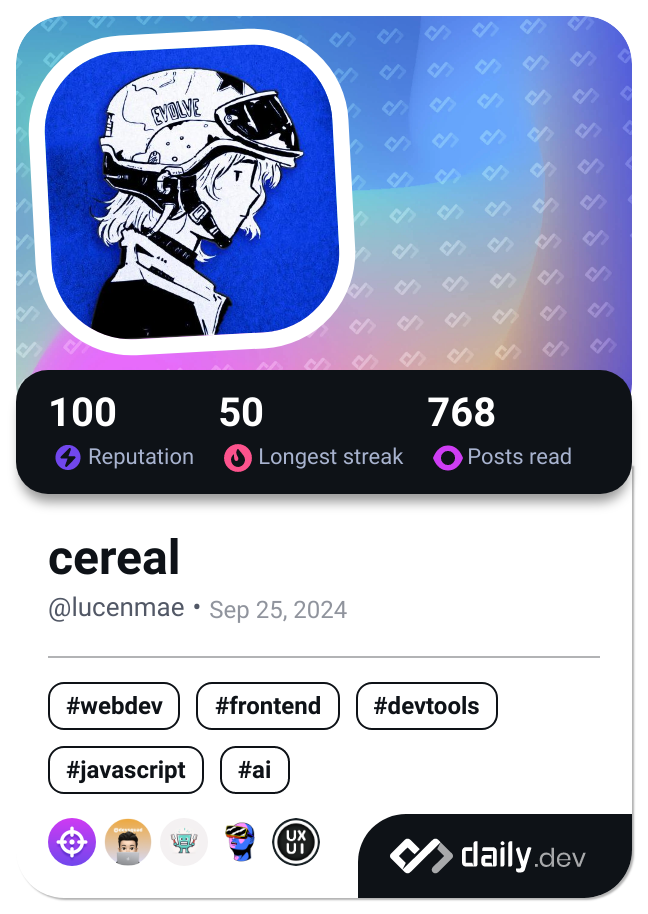 EVOLVE
100 50 768
Reputation Longest streak Posts read
cereal
@lucenmae • Sep 25, 2024
#webdev #frontend #devtools
#javascript #ai
UX
UI
daily.dev